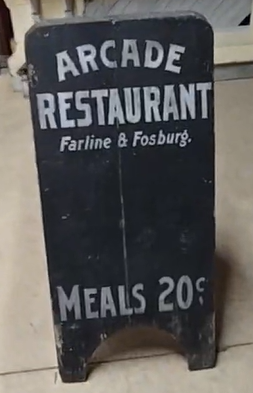 ARCADE
RESTAURANT
Farline & Fosburg.
MEALS 20¢